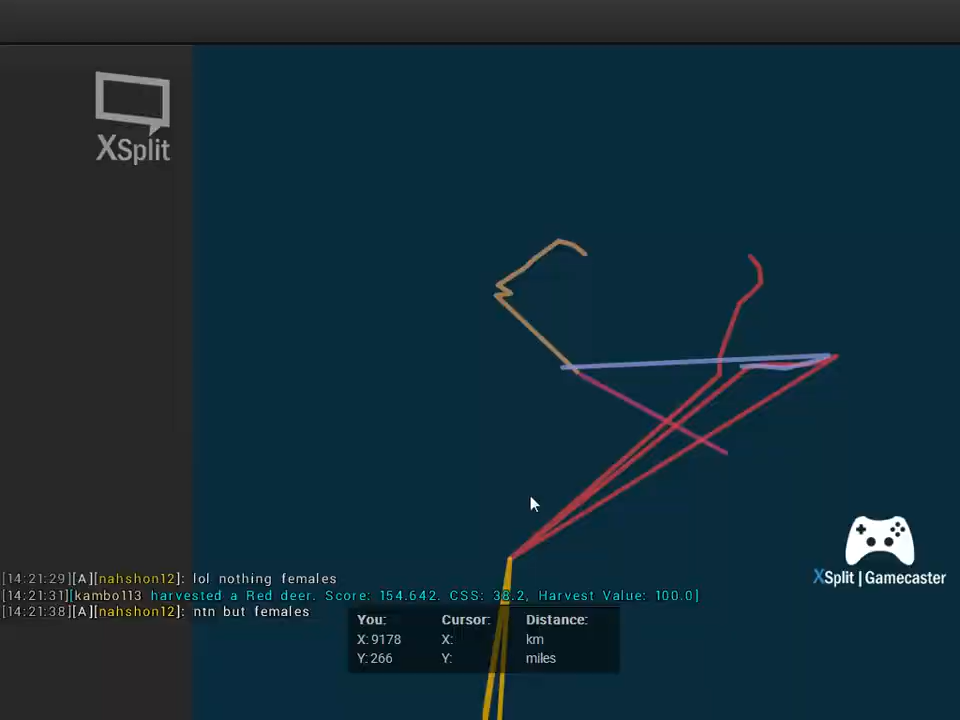 XSplit
XSplit | Gamecaster
[14:21:29][A][nahshon12]: lol nothing females
[14:21:31][kambo113 harvested a Red deer. Score: 154.642. CSS: 38.2, Harvest Value: 100.0]
[14:21:38][A][nahshon12]: ntn but females
You: Cursor: Distance:
X:9178 X: km
Y:266 Y: miles